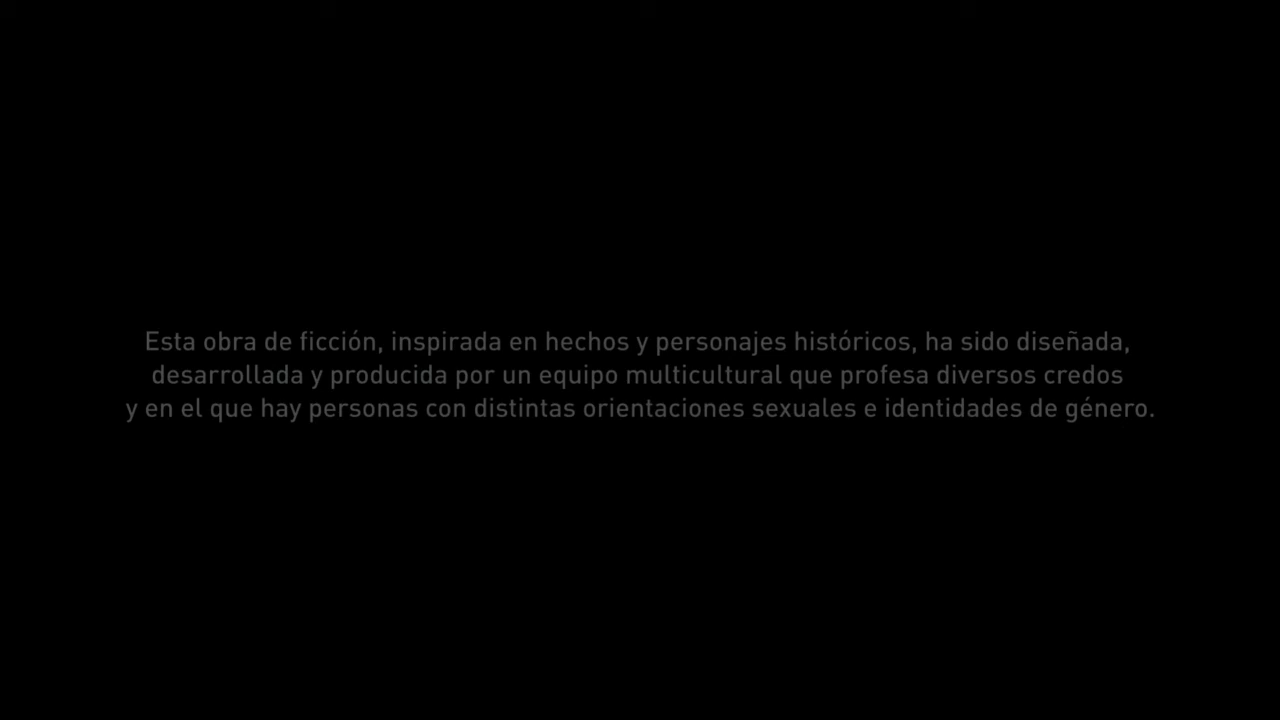 Esta obra de ficción, inspirada en hechos y personajes históricos, ha sido diseñada,
desarrollada y producida por un equipo multicultural que profesa diversos credos
y en el que hay personas con distintas orientaciones sexuales e identidades de género.